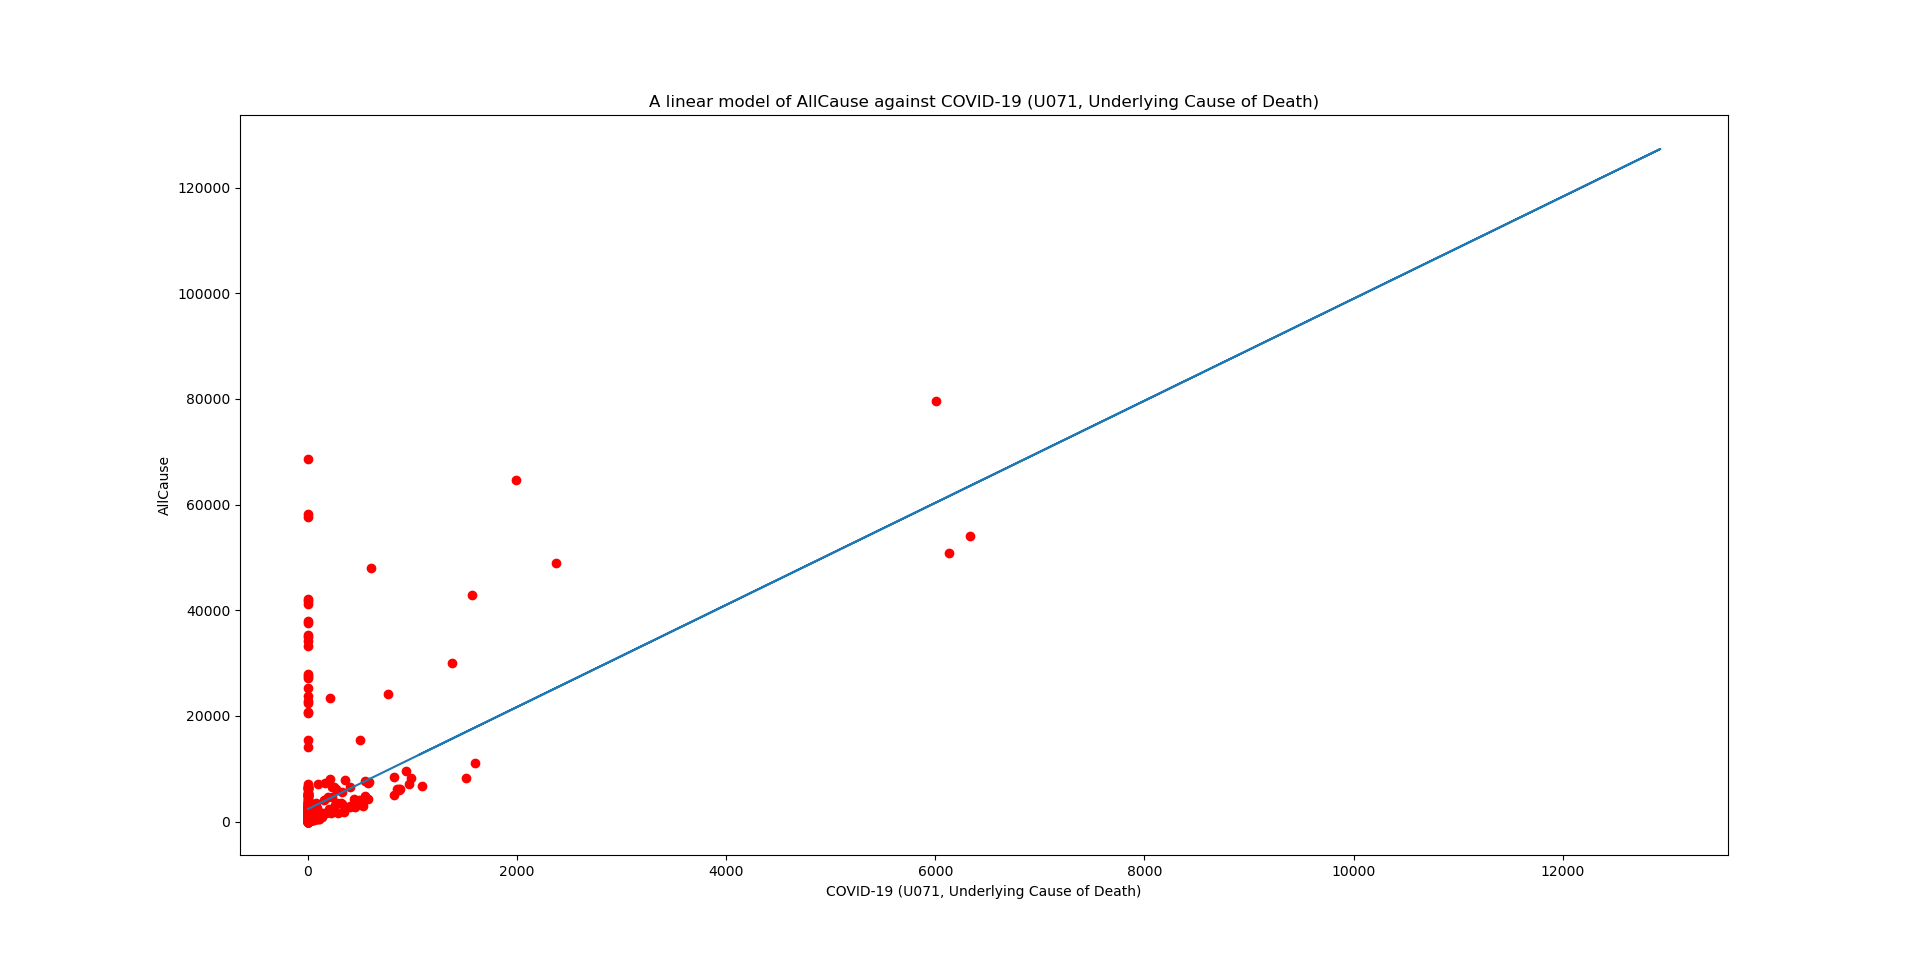 A linear model of AllCause against COVID-19 (U071, Underlying Cause of Death)
120000
100000
80000
60000
40000
20000
0
AllCause
0 2000 4000 6000 8000 10000 12000
COVID-19 (U071, Underlying Cause of Death)